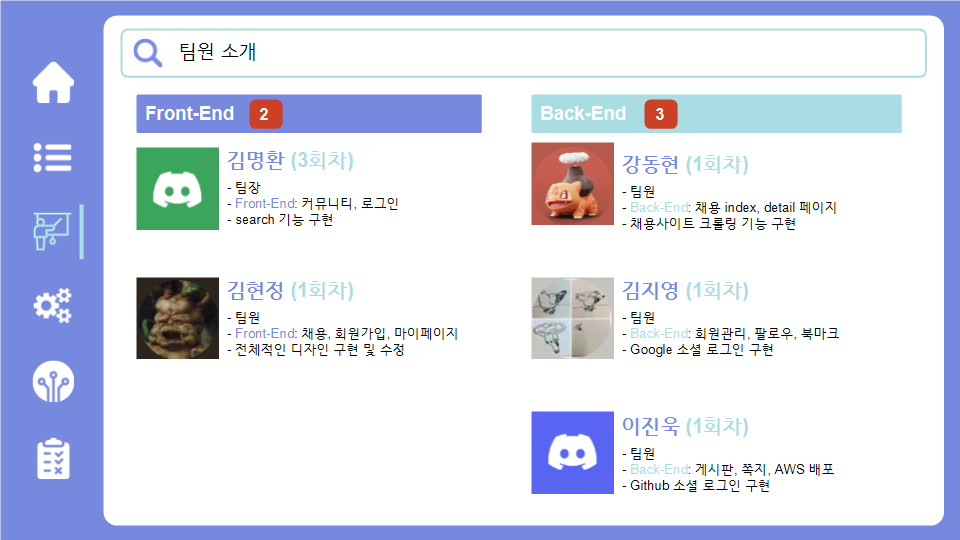 팀원 소개
Front-End 2
김명환 (3회차)
- 팀장
- Front-End: 커뮤니티, 로그인
- search 기능 구현
김현정 (1회차)
- 팀원
- Front-End: 채용, 회원가입, 마이페이지
- 전체적인 디자인 구현 및 수정
Back-End 3
강동현 (1회차)
- 팀원
- Back-End: 채용 index, detail 페이지
- 채용사이트 크롤링 기능 구현
김지영 (1회차)
- 팀원
- Back-End: 회원관리, 팔로우, 북마크
- Google 소셜 로그인 구현
이진욱 (1회차)
- 팀원
- Back-End: 게시판, 쪽지, AWS 배포
- Github 소셜 로그인 구현